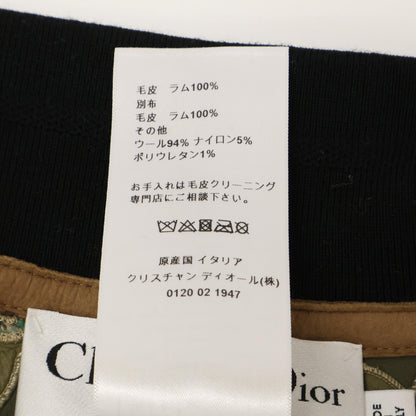 毛皮 ラム100%
別布
毛皮 ラム100%
その他
ウール94% ナイロン5%
ポリウレタン1%
お手入れは毛皮クリーニング
専門店にご相談下さい。
原産国 イタリア
クリスチャン ディオール(株)
0120 02 1947
Dior